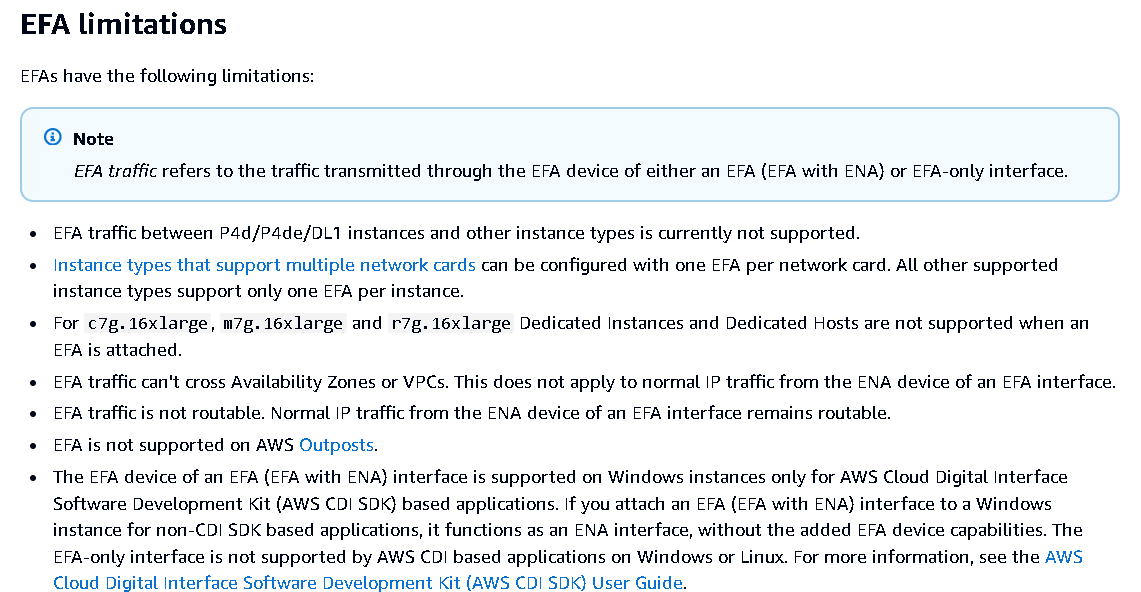 EFA limitations
EFAs have the following limitations:
Note
EFA traffic refers to the traffic transmitted through the EFA device of either an EFA (EFA with ENA) or EFA-only interface.
• EFA traffic between P4d/P4de/DL1 instances and other instance types is currently not supported.
• Instance types that support multiple network cards can be configured with one EFA per network card. All other supported
instance types support only one EFA per instance.
• For c7g.16xlarge, m7g.16xlarge and r7g.16xlarge Dedicated Instances and Dedicated Hosts are not supported when an
EFA is attached.
• EFA traffic can't cross Availability Zones or VPCs. This does not apply to normal IP traffic from the ENA device of an EFA interface.
• EFA traffic is not routable. Normal IP traffic from the ENA device of an EFA interface remains routable.
• EFA is not supported on AWS Outposts.
• The EFA device of an EFA (EFA with ENA) interface is supported on Windows instances only for AWS Cloud Digital Interface
Software Development Kit (AWS CDI SDK) based applications. If you attach an EFA (EFA with ENA) interface to a Windows
instance for non-CDI SDK based applications, it functions as an ENA interface, without the added EFA device capabilities. The
EFA-only interface is not supported by AWS CDI based applications on Windows or Linux. For more information, see the AWS
Cloud Digital Interface Software Development Kit (AWS CDI SDK) User Guide.